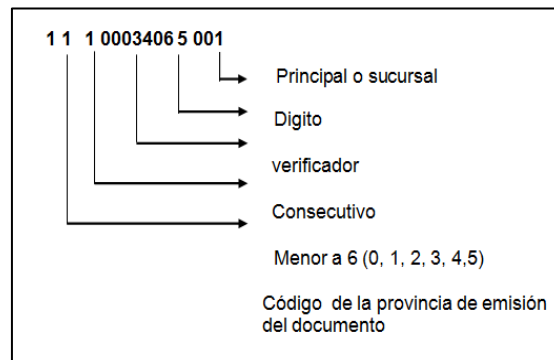 1 1 1 0003406 5 001
Principal o sucursal
Digito
verificador
Consecutivo
Menor a 6 (0, 1, 2, 3, 4,5)
Código de la provincia de emisión
del documento